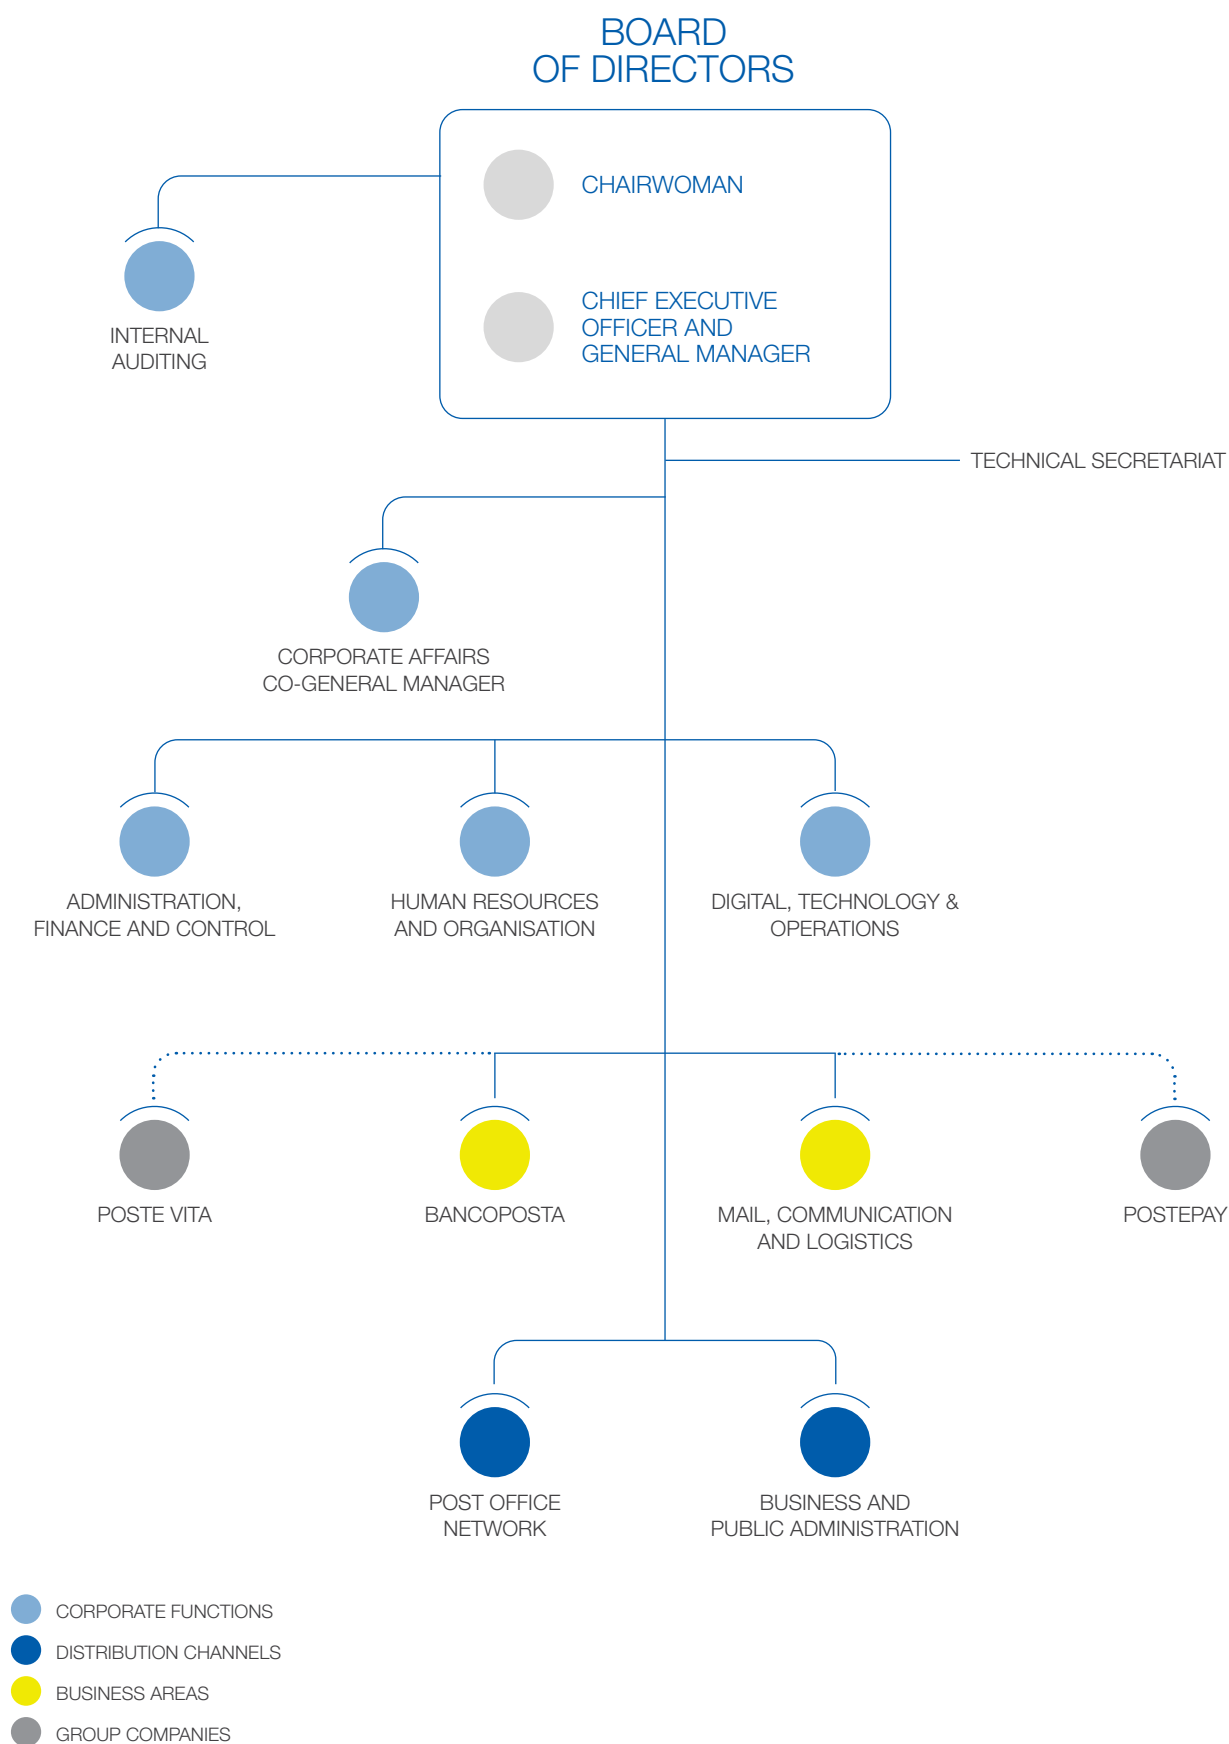 BOARD
OF DIRECTORS
CHAIRWOMAN
CHIEF EXECUTIVE
OFFICER AND
GENERAL MANAGER
INTERNAL
AUDITING
TECHNICAL SECRETARIAT
CORPORATE AFFAIRS
CO-GENERAL MANAGER
ADMINISTRATION,
FINANCE AND CONTROL
HUMAN RESOURCES
AND ORGANISATION
DIGITAL, TECHNOLOGY &
OPERATIONS
POSTE VITA
BANCOPOSTA
MAIL, COMMUNICATION
AND LOGISTICS
POSTEPAY
POST OFFICE
NETWORK
BUSINESS AND
PUBLIC ADMINISTRATION
CORPORATE FUNCTIONS
DISTRIBUTION CHANNELS
BUSINESS AREAS
GROUP COMPANIES